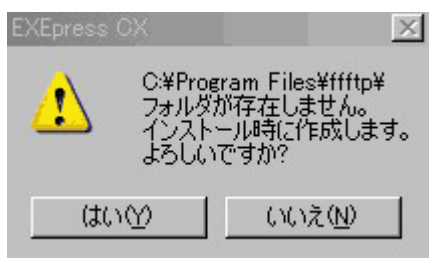 EXEpress CX
C:¥Program Files¥ffftp¥
フォルダが存在しません。
インストール時に作成します。
よろしいですか?
はい(Y)
いいえ(N)